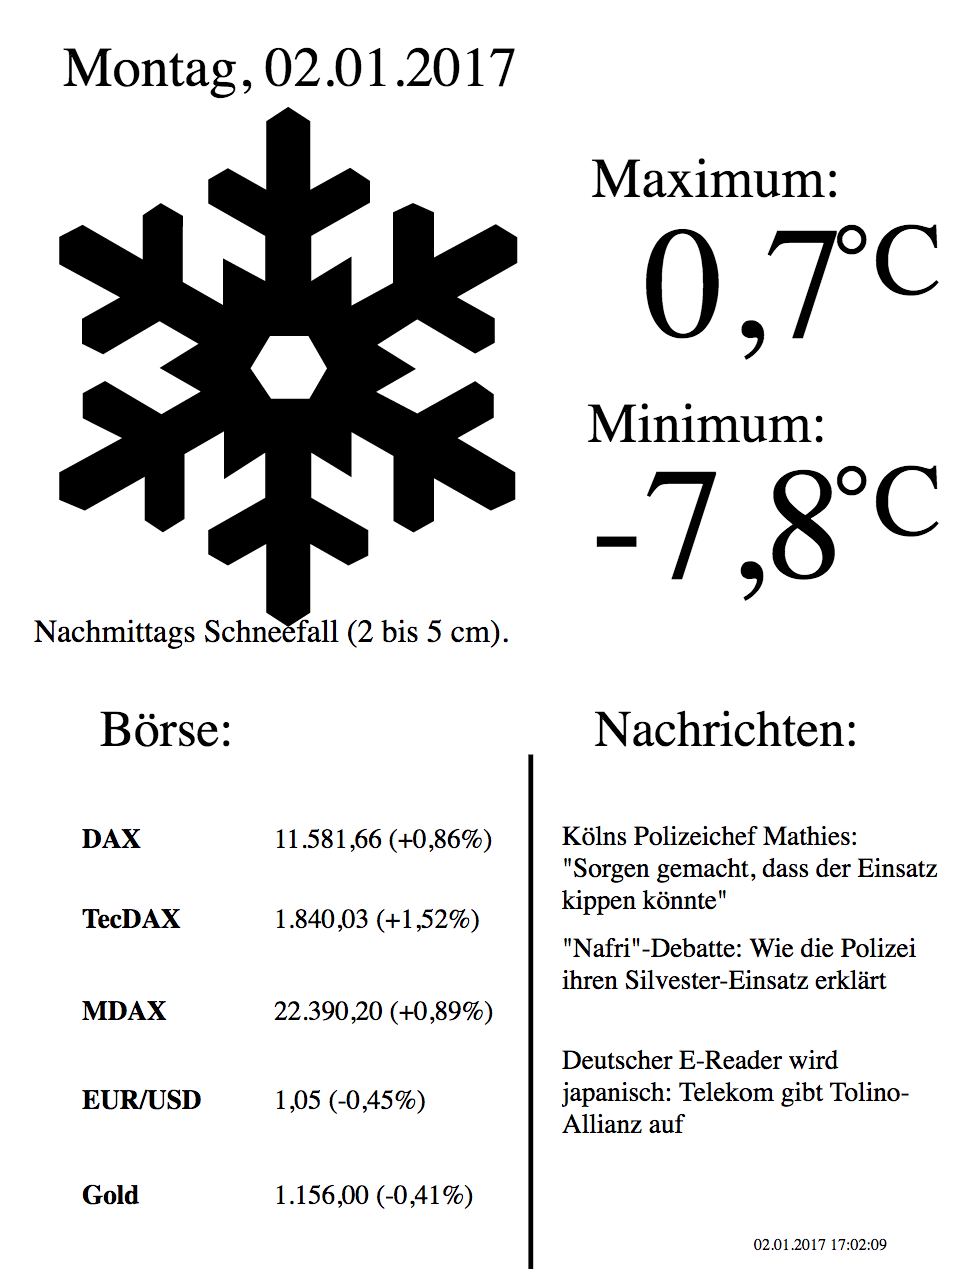 Montag, 02.01.2017
Maximum:
0,7°C
Minimum:
-7,8°C
Nachmittags Schneefall (2 bis 5 cm).
Börse:
DAX 11.581,66 (+0,86%)
TecDAX 1.840,03 (+1,52%)
MDAX 22.390,20 (+0,89%)
EUR/USD 1,05 (-0,45%)
Gold 1.156,00 (-0,41%)
Nachrichten:
Kölns Polizeichef Mathies:
"Sorgen gemacht, dass der Einsatz
kippen könnte"
"Nafri"-Debatte: Wie die Polizei
ihren Silvester-Einsatz erklärt
Deutscher E-Reader wird
japanisch: Telekom gibt Tolino-
Allianz auf
02.01.2017 17:02:09